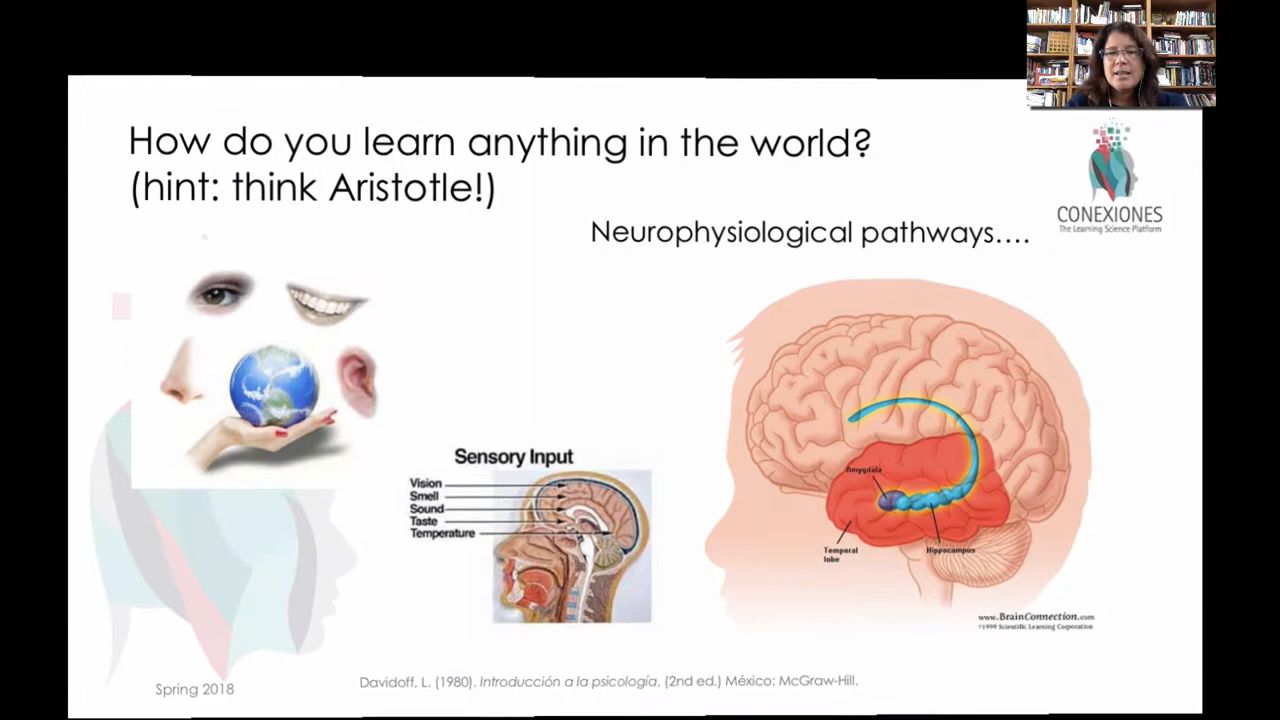 How do you learn anything in the world?
(hint: think Aristotle!)
CONEXIONES
The Learning Science Platform
Neurophysiological pathways....
Sensory Input
Vision
Smell
Sound
Taste
Temperature
Amygdala
Temporal
lobe
Hippocampus
www.BrainConnection.com
©1999 Scientific Learning Corporation
Spring 2018
Davidoff, L. (1980). Introducción a la psicología, (2nd ed.) México: McGraw-Hill.